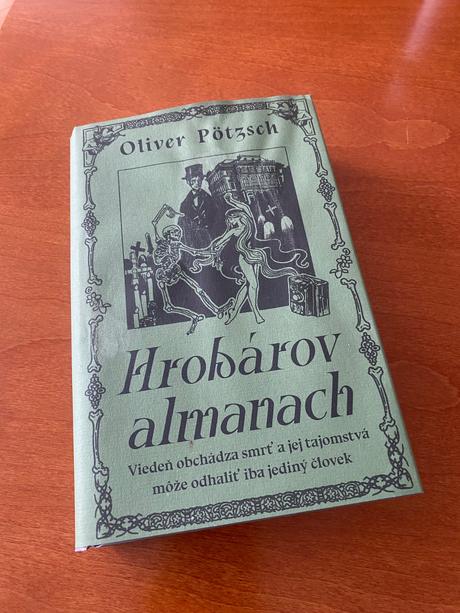 Oliver Pötzsch
Hrobárov
almanach
Viedeň obchádza smrť a jej tajomstvá
môže odhaliť iba jediný človek